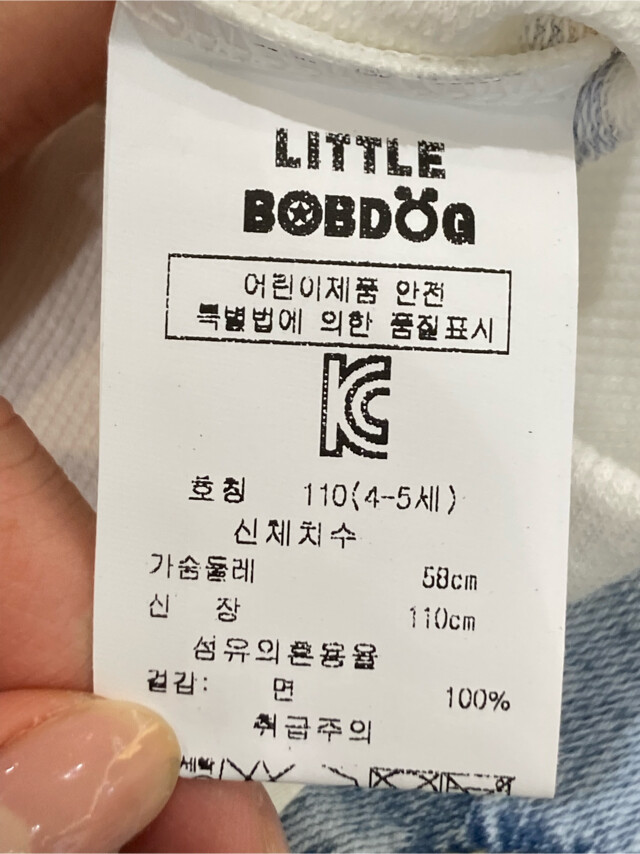 LITTLE
BOBDOG
어린이제품 안전
특별법에 의한 품질표시
KC
호칭 110(4-5세)
신체치수
가슴둘레 58cm
신 장 110cm
섬유의혼용율
겉감: 면 100%
취급주의